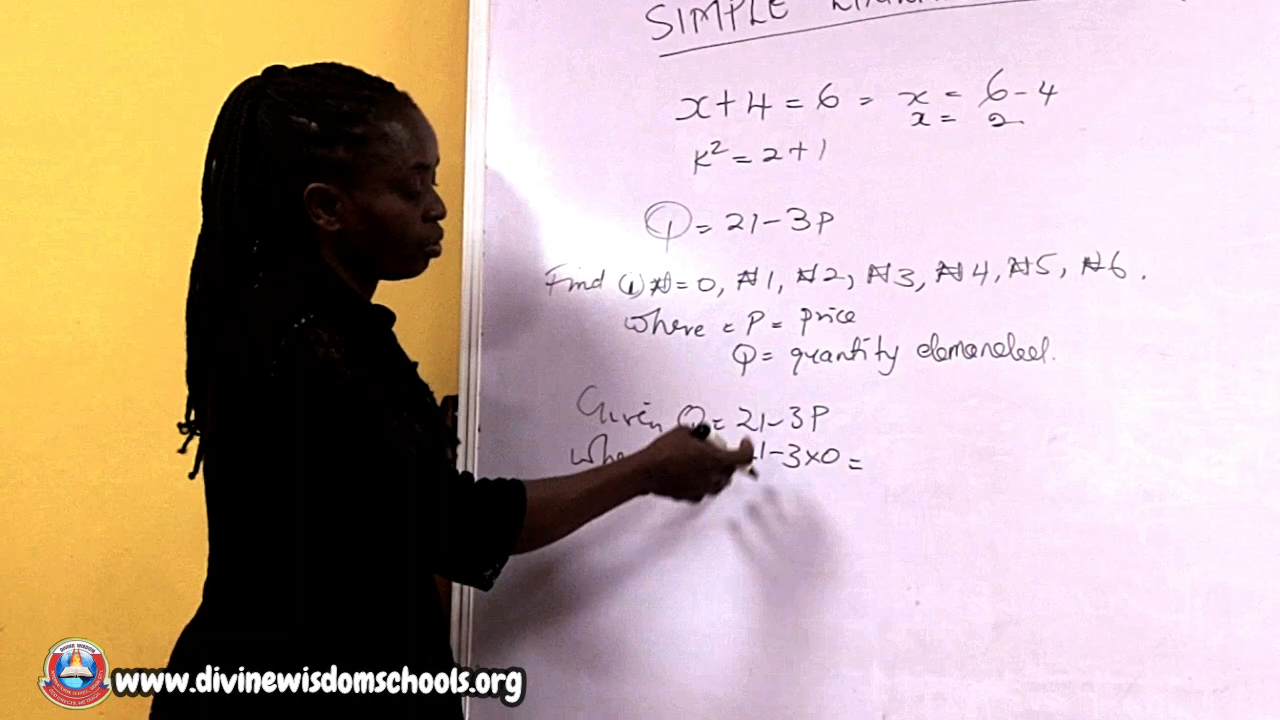 SIMPLE
x + 4 = 6 = x = 6 - 4
x = 2
K² = 2 + 1
Q = 21 - 3P
Find (i) ₦ = 0, ₦1, ₦2, ₦3, ₦4, ₦5, ₦6.
where = P = price
Q = quantity demanded.
Given Q = 21 - 3P
21 - 3 x 0 =
www.divinewisdomschools.org